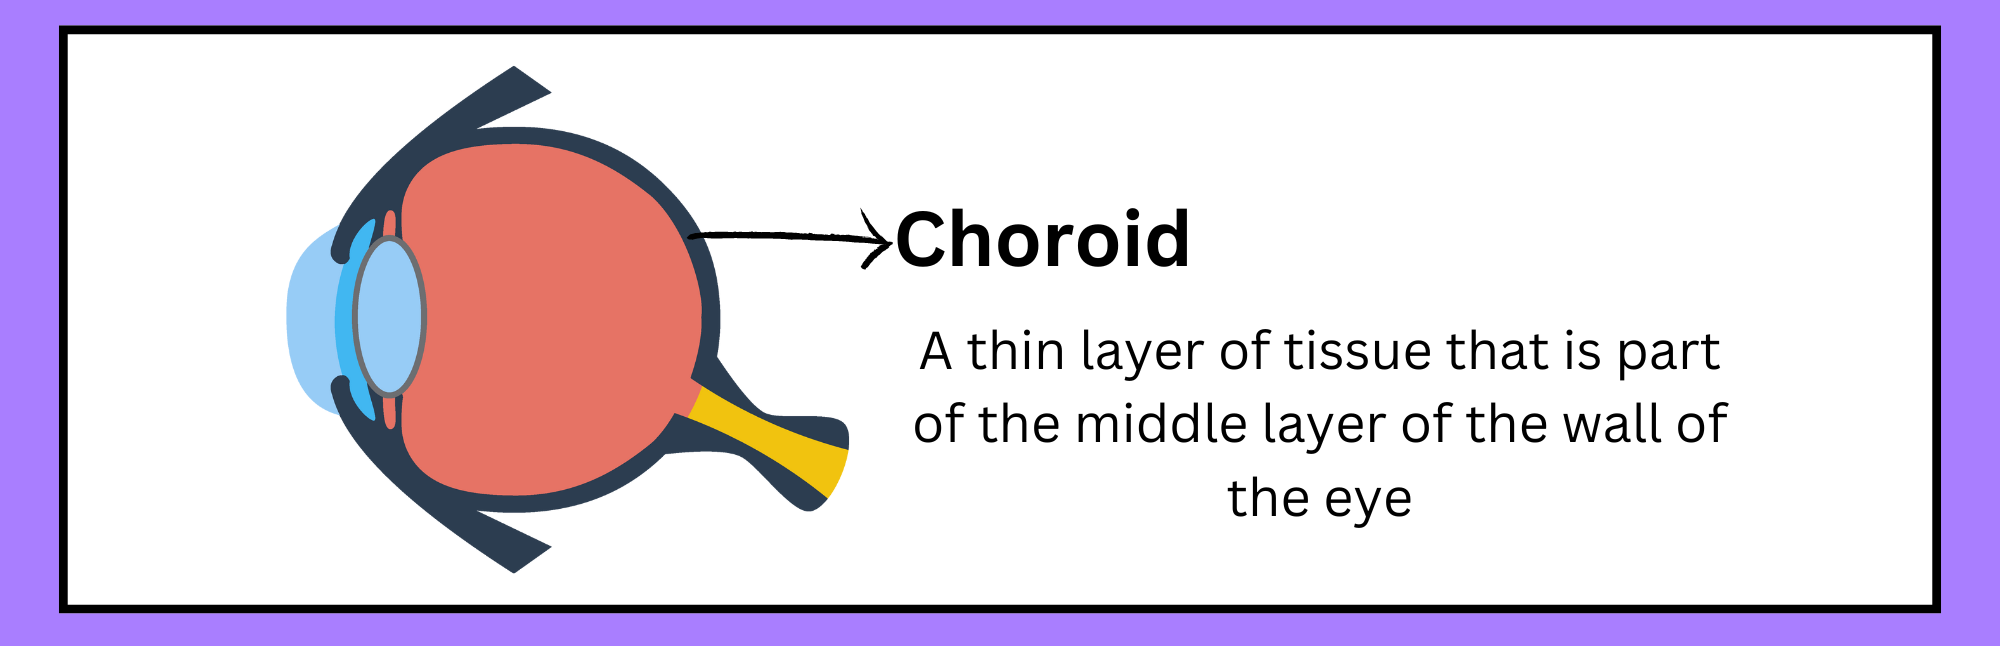 Choroid
A thin layer of tissue that is part
of the middle layer of the wall of
the eye